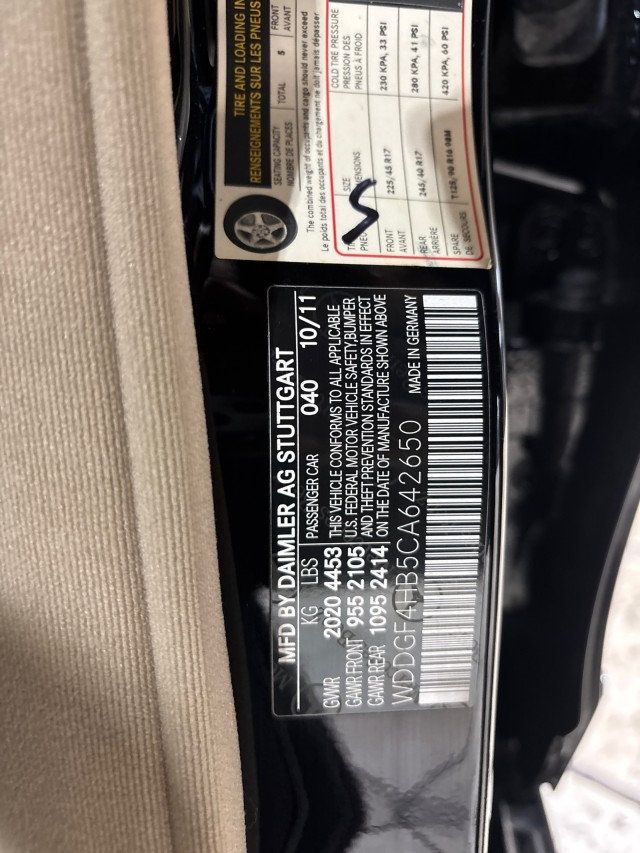 TIRE AND LOADING IN
RENSEIGNEMENTS SUR LES PNEUS
SEATING CAPACITY
NOMBRE DE PLACES
TOTAL 5
FRONT
AVANT
The combined weight of occupants and cargo should never exceed
Le poids total des occupants et du chargement ne doit jamais dépasser
SIZE
DIMENSIONS
COLD TIRE PRESSURE
PRESSION DES
PNEUS À FROID
FRONT
AVANT
225/45 R17
230 KPA, 33 PSI
REAR
ARRIÈRE
245/40 R17
280 KPA, 41 PSI
SPARE
DE SECOURS
T125/90 R16 98M
420 KPA, 60 PSI
MFD BY DAIMLER AG STUTTGART
KG LBS PASSENGER CAR 040 10/11
GVWR 2020 4453
GAWR FRONT 955 2105
GAWR REAR 1095 2414
THIS VEHICLE CONFORMS TO ALL APPLICABLE
U.S. FEDERAL MOTOR VEHICLE SAFETY,BUMPER
AND THEFT PREVENTION STANDARDS IN EFFECT
ON THE DATE OF MANUFACTURE SHOWN ABOVE
WDDGF4HB5CA642650 MADE IN GERMANY